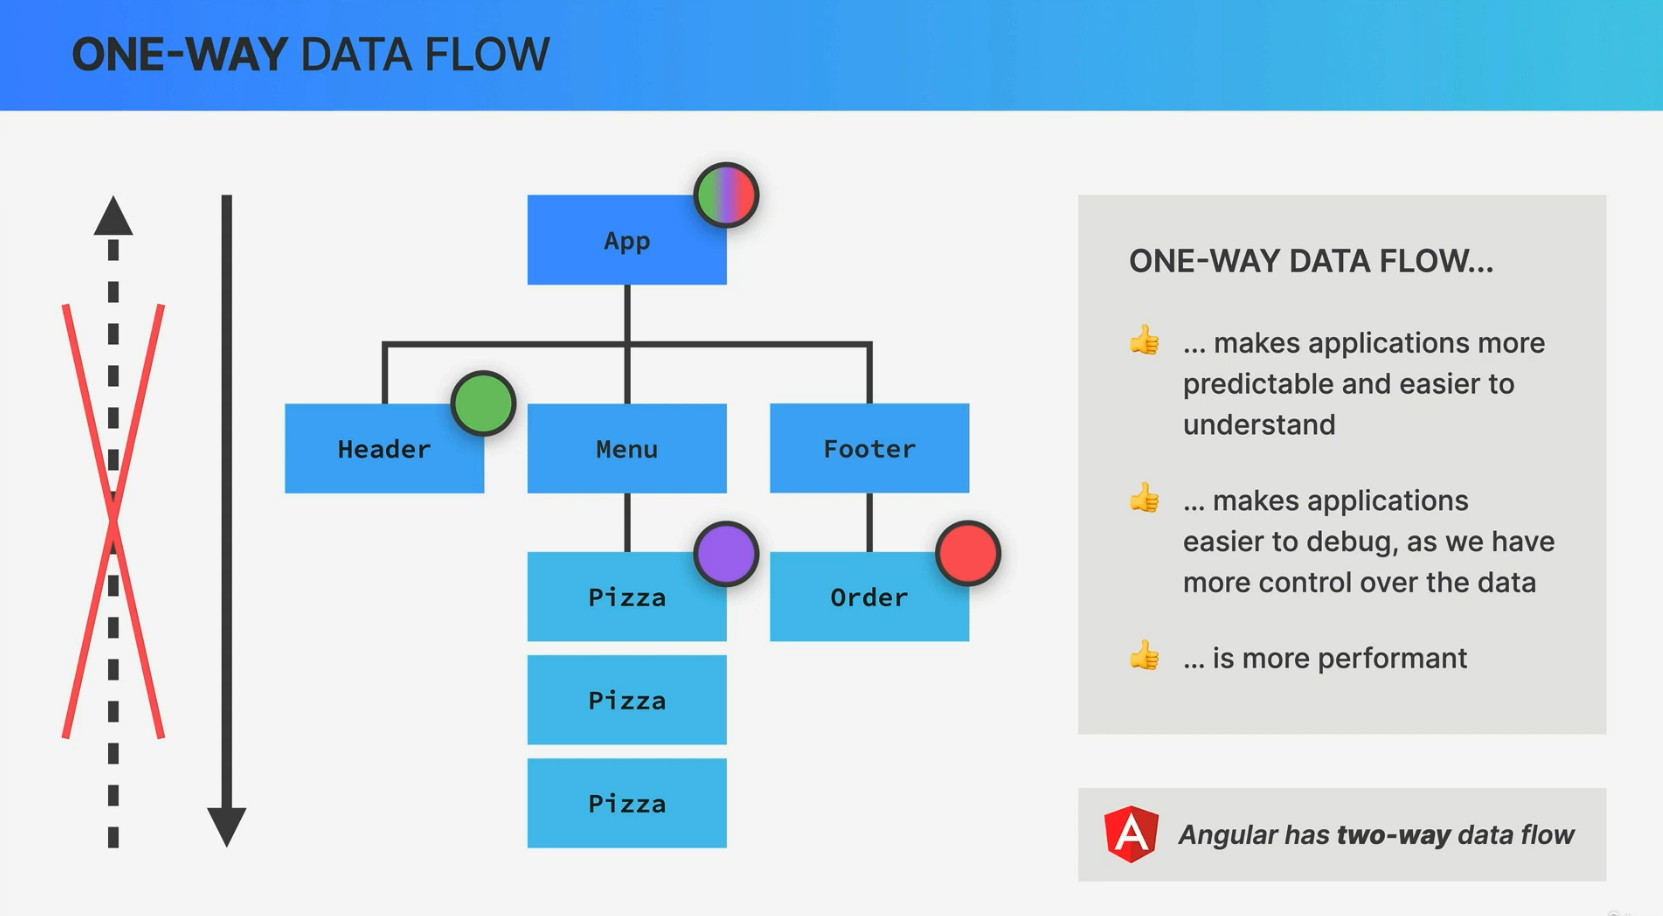 ONE-WAY DATA FLOW
App
Header
Menu
Footer
Pizza
Order
Pizza
Pizza
ONE-WAY DATA FLOW...
👍 ... makes applications more
predictable and easier to
understand
👍 ... makes applications
easier to debug, as we have
more control over the data
👍 ... is more performant
A
Angular has two-way data flow